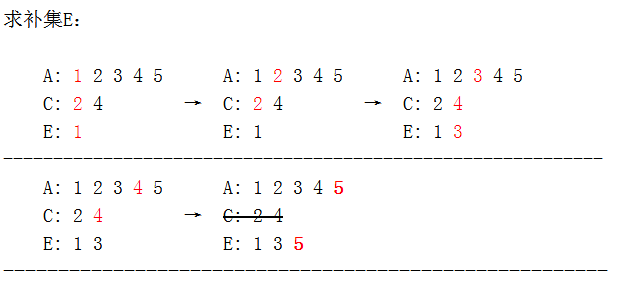 求补集E：
A: 1 2 3 4 5 A: 1 2 3 4 5 A: 1 2 3 4 5
C: 2 4 → C: 2 4 → C: 2 4
E: 1 E: 1 E: 1 3
------------------------------------------------------------
A: 1 2 3 4 5 A: 1 2 3 4 5
C: 2 4 → C: 2 4
E: 1 3 E: 1 3 5
------------------------------------------------------------